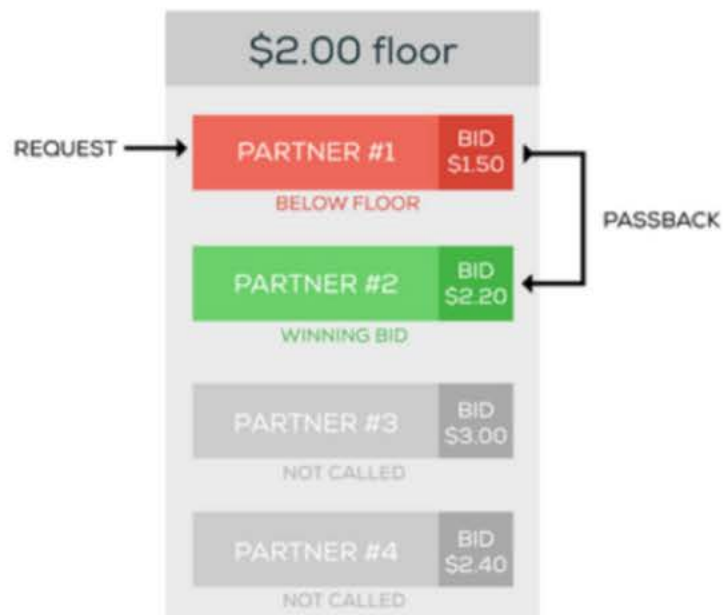 $2.00 floor
REQUEST
PARTNER #1
BID
$1.50
BELOW FLOOR
PASSBACK
PARTNER #2
BID
$2.20
WINNING BID
PARTNER #3
BID
$3.00
NOT CALLED
PARTNER #4
BID
$2.40
NOT CALLED